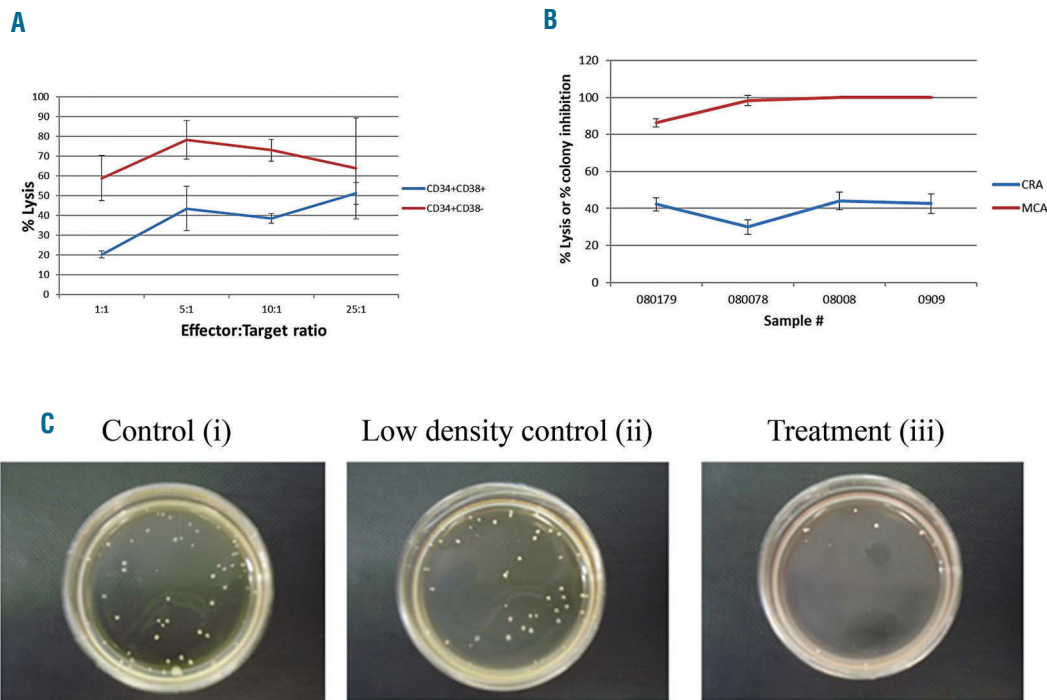 A
% Lysis
100
90
80
70
60
50
40
30
20
10
0
1:1 5:1 10:1 25:1
Effector:Target ratio
CD34+CD38+
CD34+CD38-
B
% Lysis or % colony inhibition
120
100
80
60
40
20
0
080179 080078 08008 0909
Sample #
CRA
MCA
C
Control (i) Low density control (ii) Treatment (iii)